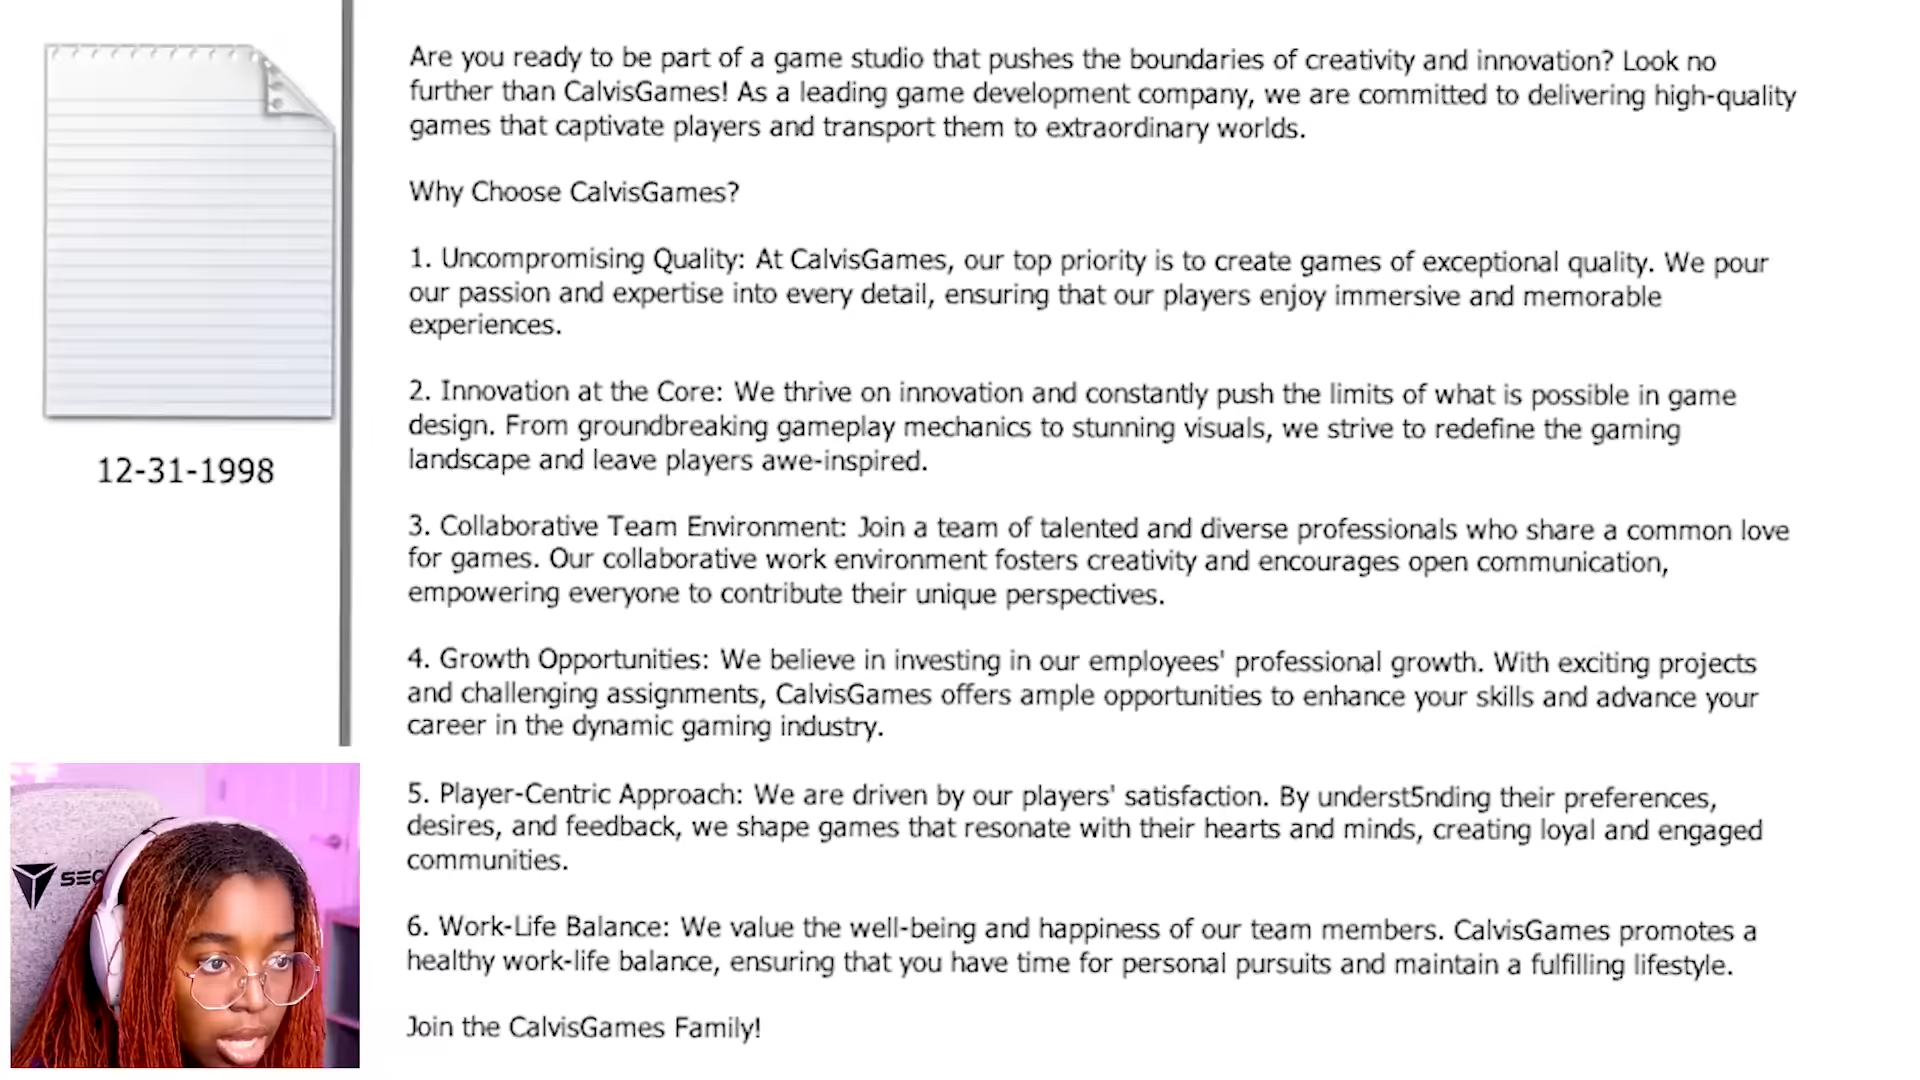 Are you ready to be part of a game studio that pushes the boundaries of creativity and innovation? Look no
further than CalvisGames! As a leading game development company, we are committed to delivering high-quality
games that captivate players and transport them to extraordinary worlds.
Why Choose CalvisGames?
1. Uncompromising Quality: At CalvisGames, our top priority is to create games of exceptional quality. We pour
our passion and expertise into every detail, ensuring that our players enjoy immersive and memorable
experiences.
2. Innovation at the Core: We thrive on innovation and constantly push the limits of what is possible in game
design. From groundbreaking gameplay mechanics to stunning visuals, we strive to redefine the gaming
landscape and leave players awe-inspired.
3. Collaborative Team Environment: Join a team of talented and diverse professionals who share a common love
for games. Our collaborative work environment fosters creativity and encourages open communication,
empowering everyone to contribute their unique perspectives.
4. Growth Opportunities: We believe in investing in our employees' professional growth. With exciting projects
and challenging assignments, CalvisGames offers ample opportunities to enhance your skills and advance your
career in the dynamic gaming industry.
5. Player-Centric Approach: We are driven by our players' satisfaction. By underst5nding their preferences,
desires, and feedback, we shape games that resonate with their hearts and minds, creating loyal and engaged
communities.
6. Work-Life Balance: We value the well-being and happiness of our team members. CalvisGames promotes a
healthy work-life balance, ensuring that you have time for personal pursuits and maintain a fulfilling lifestyle.
Join the CalvisGames Family!
12-31-1998